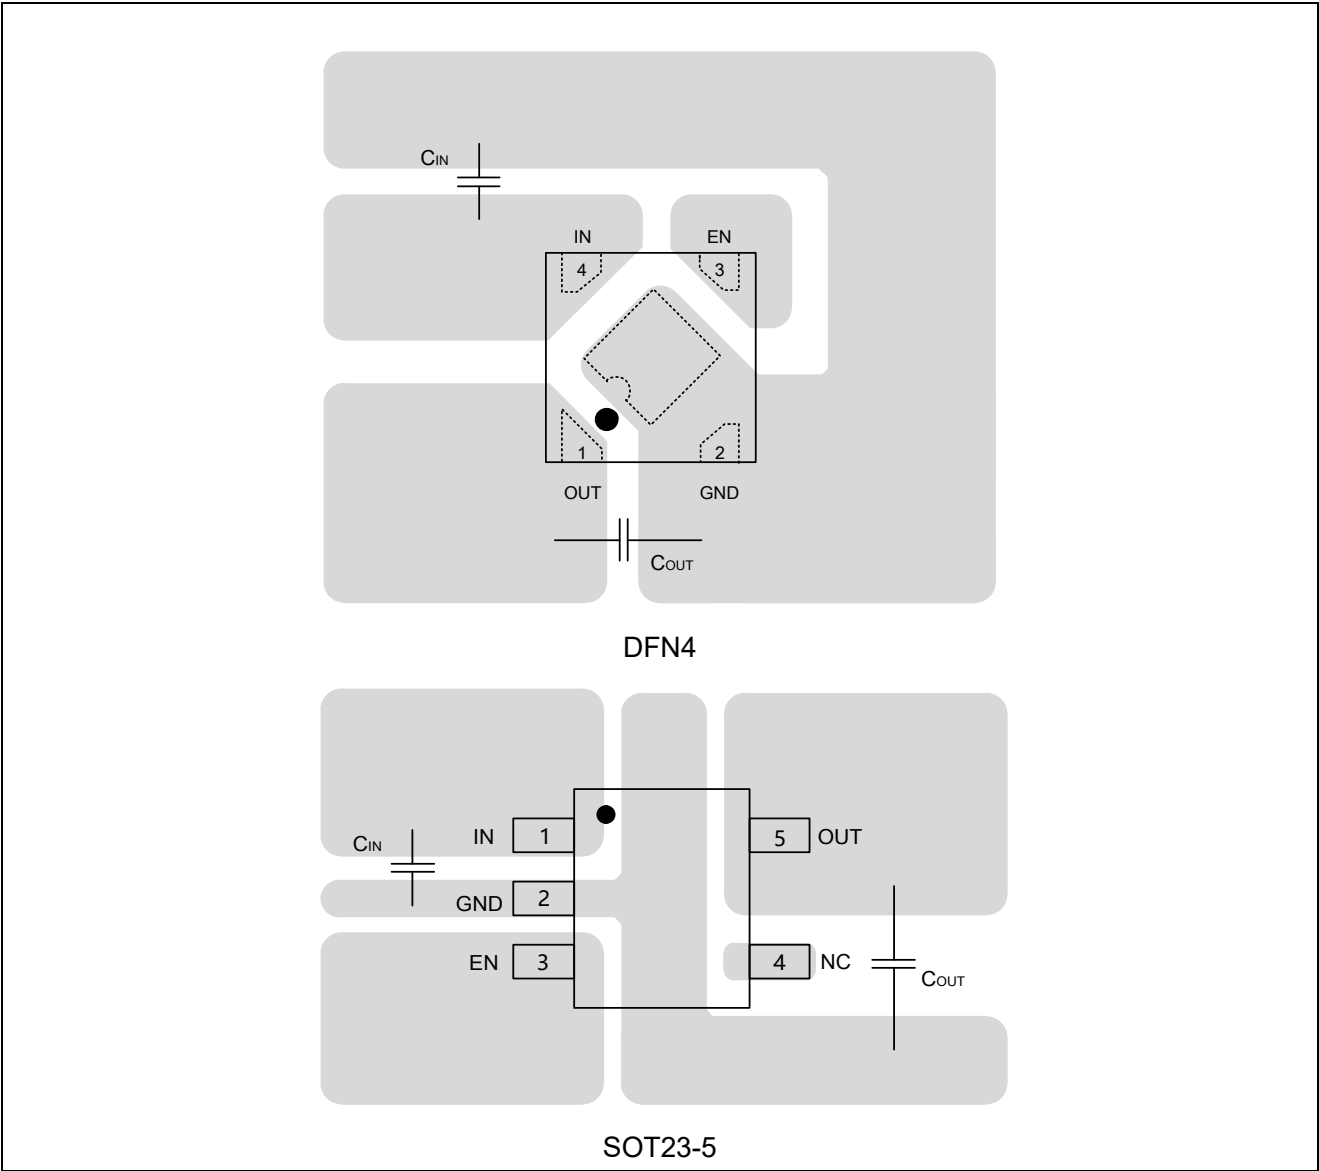 CIN
IN EN
4 3
1 2
OUT GND
COUT
DFN4
IN 1 5 OUT
CIN
GND 2
EN 3 4 NC
COUT
SOT23-5